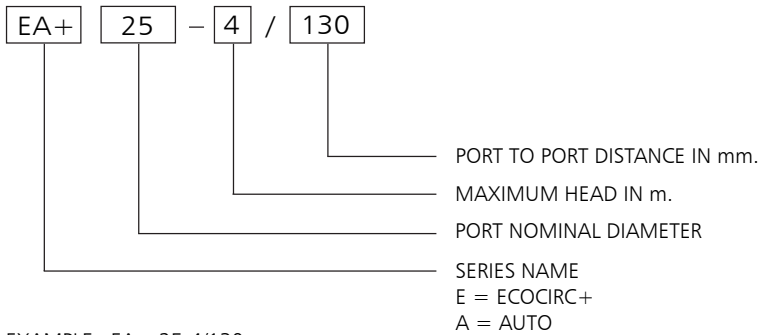 EA+ 25 – 4 / 130
PORT TO PORT DISTANCE IN mm.
MAXIMUM HEAD IN m.
PORT NOMINAL DIAMETER
SERIES NAME
E = ECOCIRC+
A = AUTO